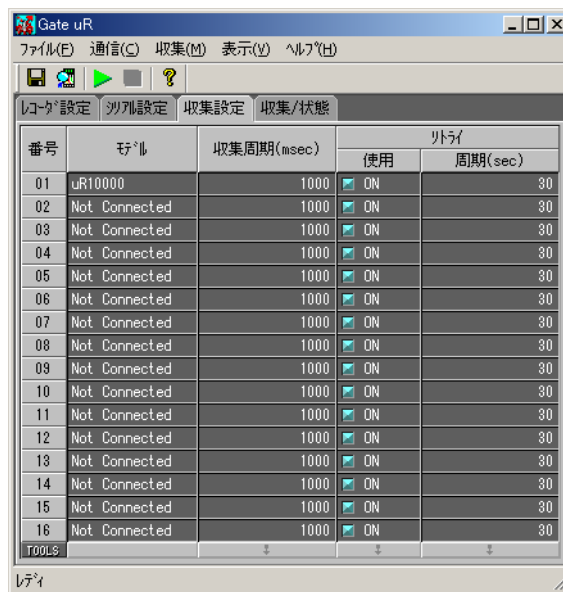 Gate uR
ﾌｧｲﾙ(F) 通信(C) 収集(M) 表示(V) ﾍﾙﾌﾟ(H)
ﾚｺｰﾀﾞ設定 ｼﾘｱﾙ設定 収集設定 収集/状態
番号 ﾓﾃﾞﾙ 収集周期(msec) ﾘﾄﾗｲ
使用 周期(sec)
01 uR10000 1000 ON 30
02 Not Connected 1000 ON 30
03 Not Connected 1000 ON 30
04 Not Connected 1000 ON 30
05 Not Connected 1000 ON 30
06 Not Connected 1000 ON 30
07 Not Connected 1000 ON 30
08 Not Connected 1000 ON 30
09 Not Connected 1000 ON 30
10 Not Connected 1000 ON 30
11 Not Connected 1000 ON 30
12 Not Connected 1000 ON 30
13 Not Connected 1000 ON 30
14 Not Connected 1000 ON 30
15 Not Connected 1000 ON 30
16 Not Connected 1000 ON 30
TOOLS
ﾚﾃﾞｨ